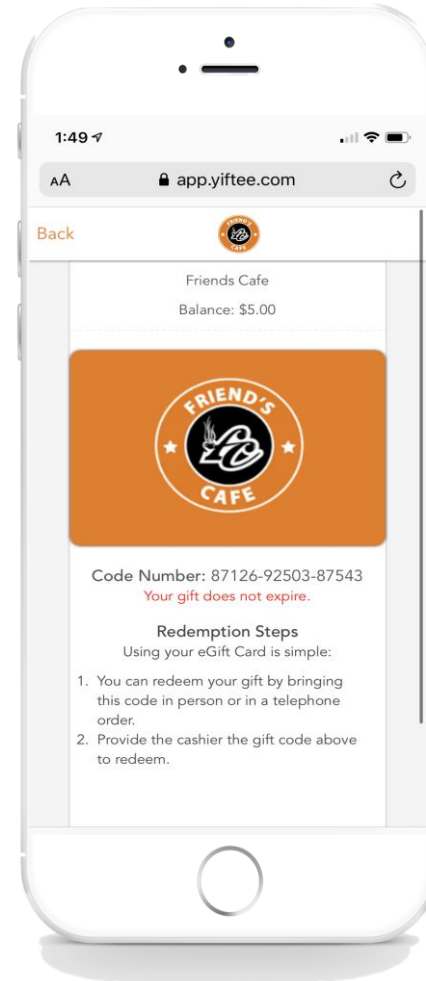 1:49
AA app.yiftee.com
Back FRIEND'S CAFE
Friends Cafe
Balance: $5.00
FRIEND'S
CAFE
Code Number: 87126-92503-87543
Your gift does not expire.
Redemption Steps
Using your eGift Card is simple:
1. You can redeem your gift by bringing
this code in person or in a telephone
order.
2. Provide the cashier the gift code above
to redeem.